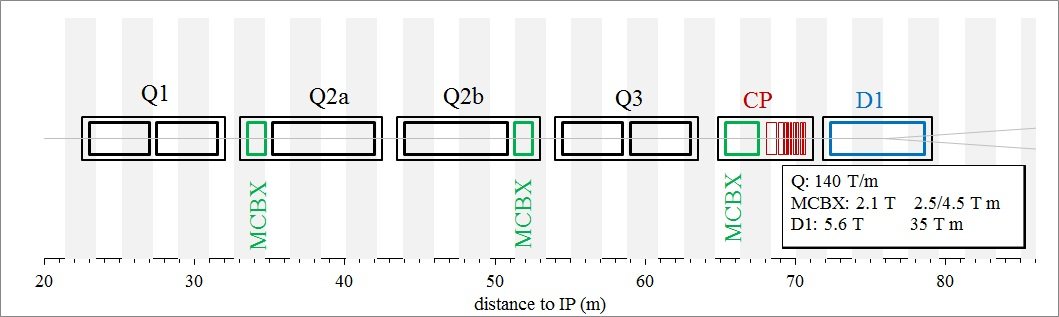 Q1
Q2a
Q2b
Q3
CP
D1
MCBX
MCBX
MCBX
Q: 140 T/m
MCBX: 2.1 T 2.5/4.5 T m
D1: 5.6 T 35 T m
20 30 40 50 60 70 80
distance to IP (m)